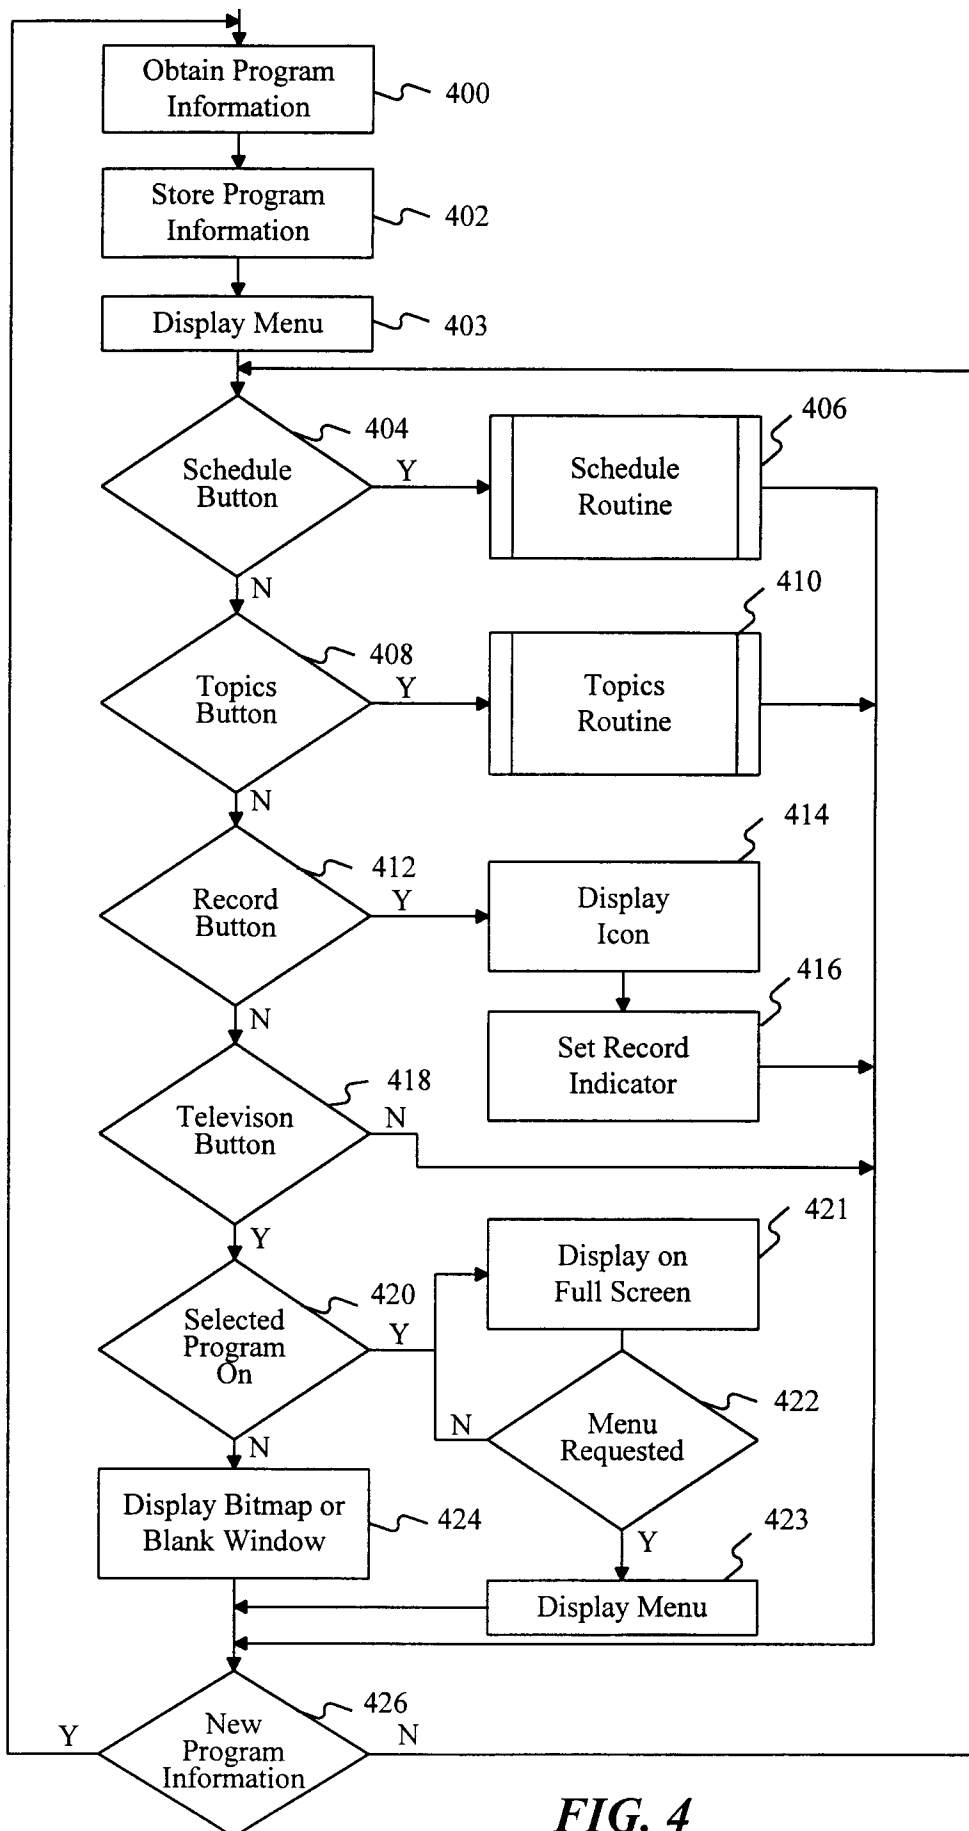 Obtain Program
Information
400
Store Program
Information
402
Display Menu
403
404
Schedule
Button
Y
N
Schedule
Routine
406
408
Topics
Button
Y
N
Topics
Routine
410
412
Record
Button
Y
N
Display
Icon
414
Set Record
Indicator
416
418
Televison
Button
N
Y
420
Selected
Program
On
Y
N
Display on
Full Screen
421
Menu
Requested
422
N
Y
Display Bitmap or
Blank Window
424
Display Menu
423
426
New
Program
Information
Y
N
FIG. 4